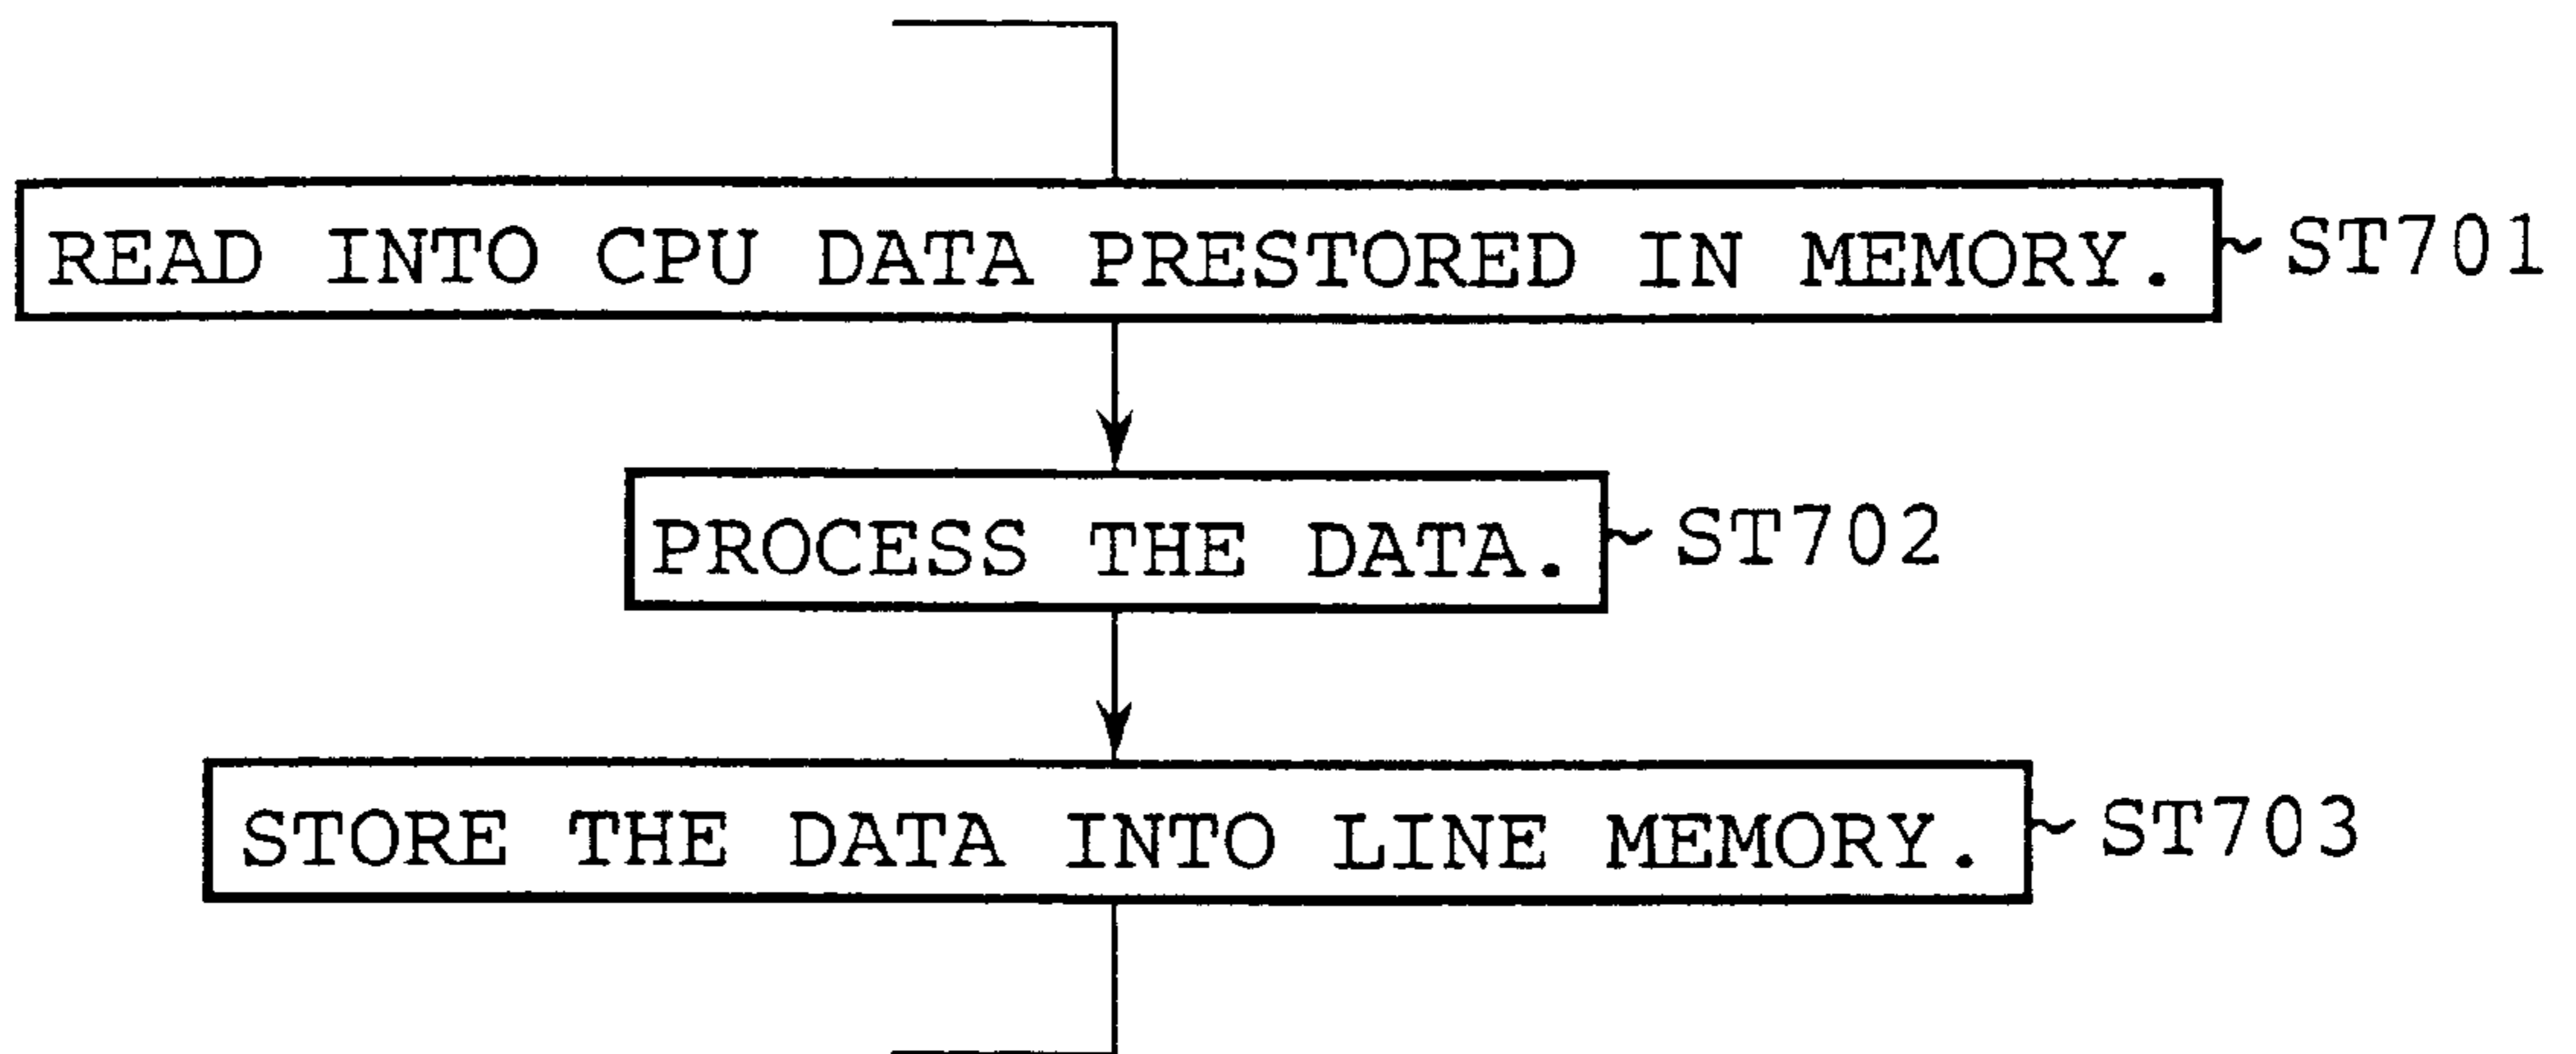 READ INTO CPU DATA PRESTORED IN MEMORY. ST701
PROCESS THE DATA. ST702
STORE THE DATA INTO LINE MEMORY. ST703